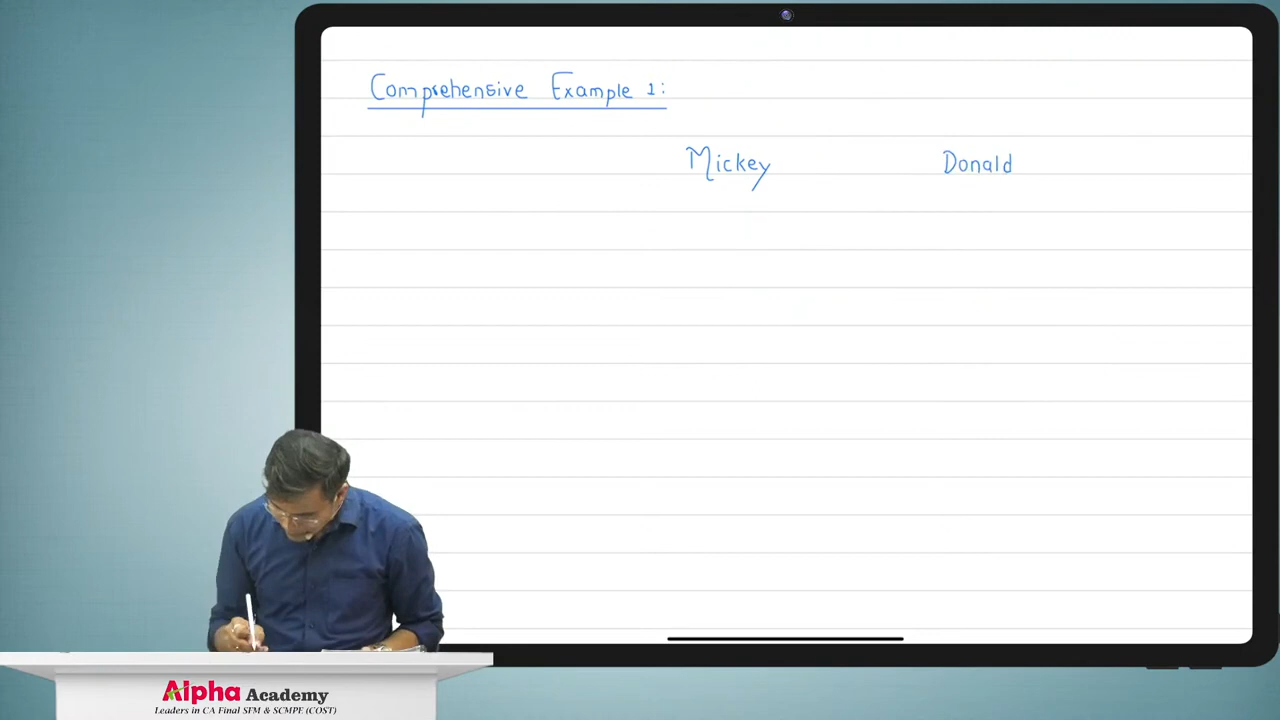 Comprehensive Example 1:
Mickey Donald
Alpha Academy
Leaders in CA Final SFM & SCMPE (COST)